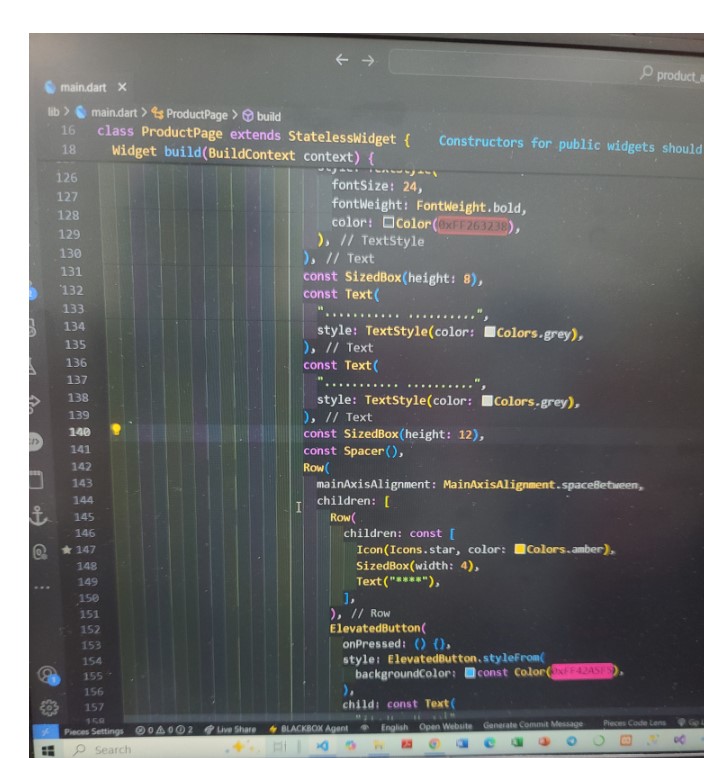 product_a
main.dart ×
lib > main.dart > ProductPage > build
16 class ProductPage extends StatelessWidget { Constructors for public widgets should
18 Widget build(BuildContext context) {
126
127 fontSize: 24,
128 fontWeight: FontWeight.bold,
129 color: Color(0xFF263238),
130 ), // TextStyle
), // Text
131 const SizedBox(height: 8),
132 const Text(
133 "........... ..........",
134 style: TextStyle(color: Colors.grey),
135 ), // Text
136 const Text(
137 "........... ..........",
138 style: TextStyle(color: Colors.grey),
139 ), // Text
140 const SizedBox(height: 12),
141 const Spacer(),
142 Row(
143 mainAxisAlignment: MainAxisAlignment.spaceBetween,
144 children: [
145 Row(
146 children: const [
147 Icon(Icons.star, color: Colors.amber),
148 SizedBox(width: 4),
149 Text("****"),
150 ],
151 ), // Row
152 ElevatedButton(
153 onPressed: () {},
154 style: ElevatedButton.styleFrom(
155 backgroundColor: const Color(0xFF42A5F5),
156 ),
157 child: const Text(
158
Pieces Settings 0 0 2 Live Share BLACKBOX Agent English Open Website Generate Commit Message Pieces Code Lens Go L
Search